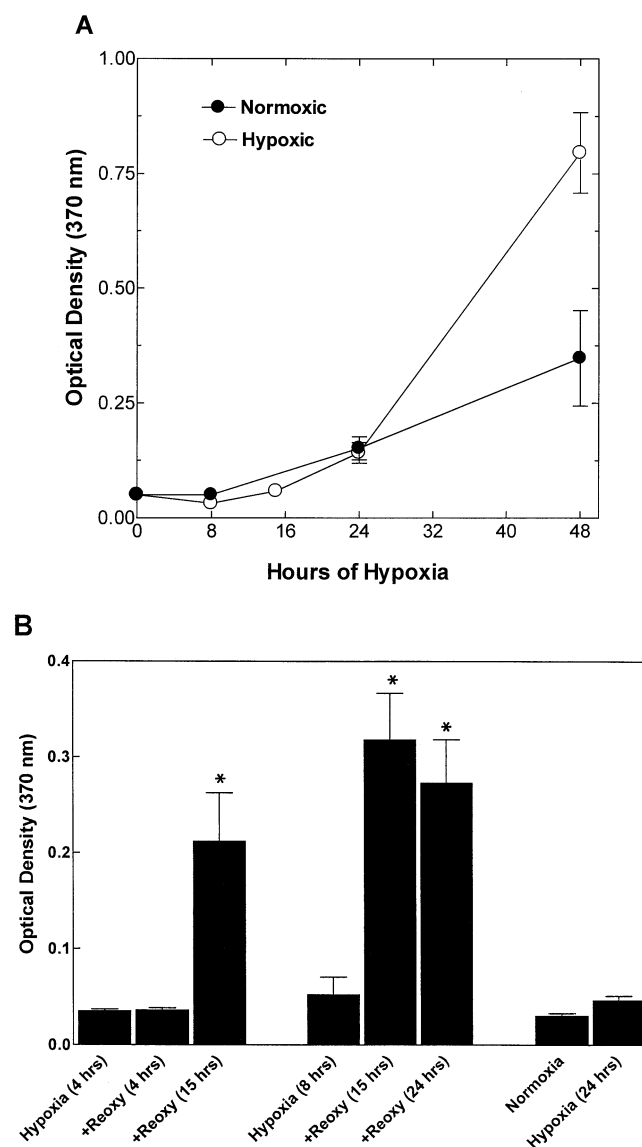 A
1.00
0.75
0.50
0.25
0.00
Optical Density (370 nm)
Normoxic
Hypoxic
0 8 16 24 32 40 48
Hours of Hypoxia
B
0.4
0.3
0.2
0.1
0.0
Optical Density (370 nm)
*
*
*
Hypoxia (4 hrs)
+Reoxy (4 hrs)
+Reoxy (15 hrs)
Hypoxia (8 hrs)
+Reoxy (15 hrs)
+Reoxy (24 hrs)
Normoxia
Hypoxia (24 hrs)